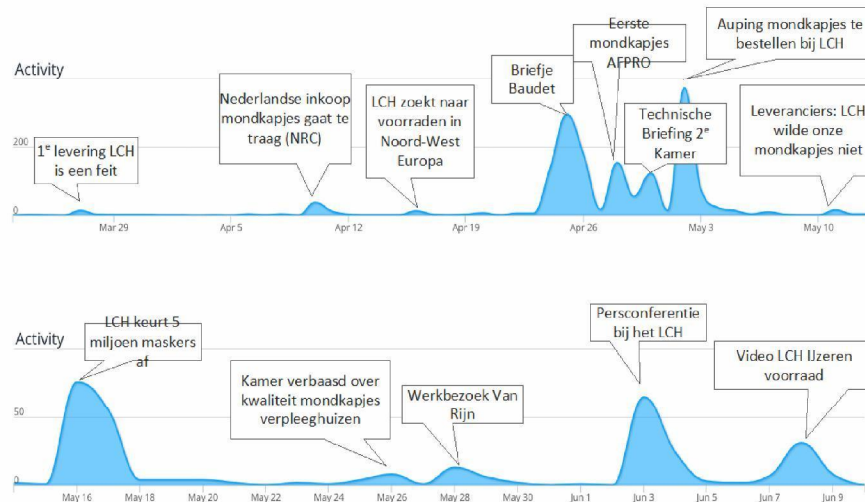 Activity
200
0
1e levering LCH
is een feit
Nederlandse inkoop
mondkapjes gaat te
traag (NRC)
LCH zoekt naar
voorraden in
Noord-West
Europa
Briefje
Baudet
Eerste
mondkapjes
AFPRO
Technische
Briefing 2e
Kamer
Auping mondkapjes te
bestellen bij LCH
Leveranciers: LCH
wilde onze
mondkapjes niet
Mar 29
Apr 5
Apr 12
Apr 19
Apr 26
May 3
May 10
Activity
50
0
LCH keurt 5
miljoen maskers
af
Kamer verbaasd over
kwaliteit mondkapjes
verpleeghuizen
Werkbezoek Van
Rijn
Persconferentie
bij het LCH
Video LCH IJzeren
voorraad
May 16
May 18
May 20
May 22
May 24
May 26
May 28
May 30
Jun 1
Jun 3
Jun 5
Jun 7
Jun 9